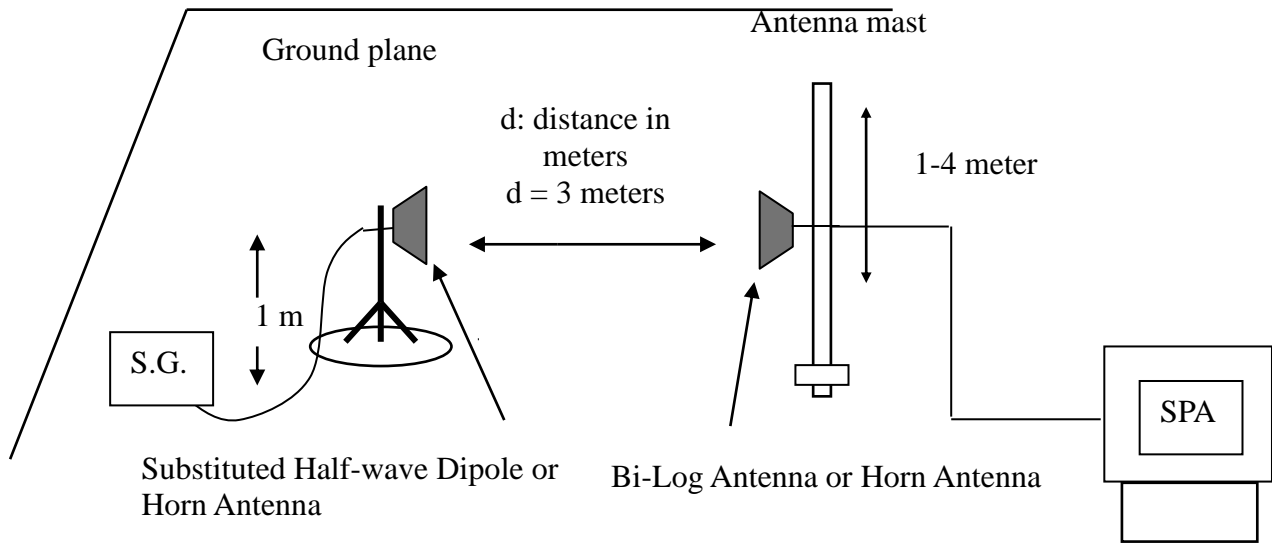 Ground plane
Antenna mast
d: distance in
meters
d = 3 meters
1-4 meter
1 m
S.G.
SPA
Substituted Half-wave Dipole or
Horn Antenna
Bi-Log Antenna or Horn Antenna